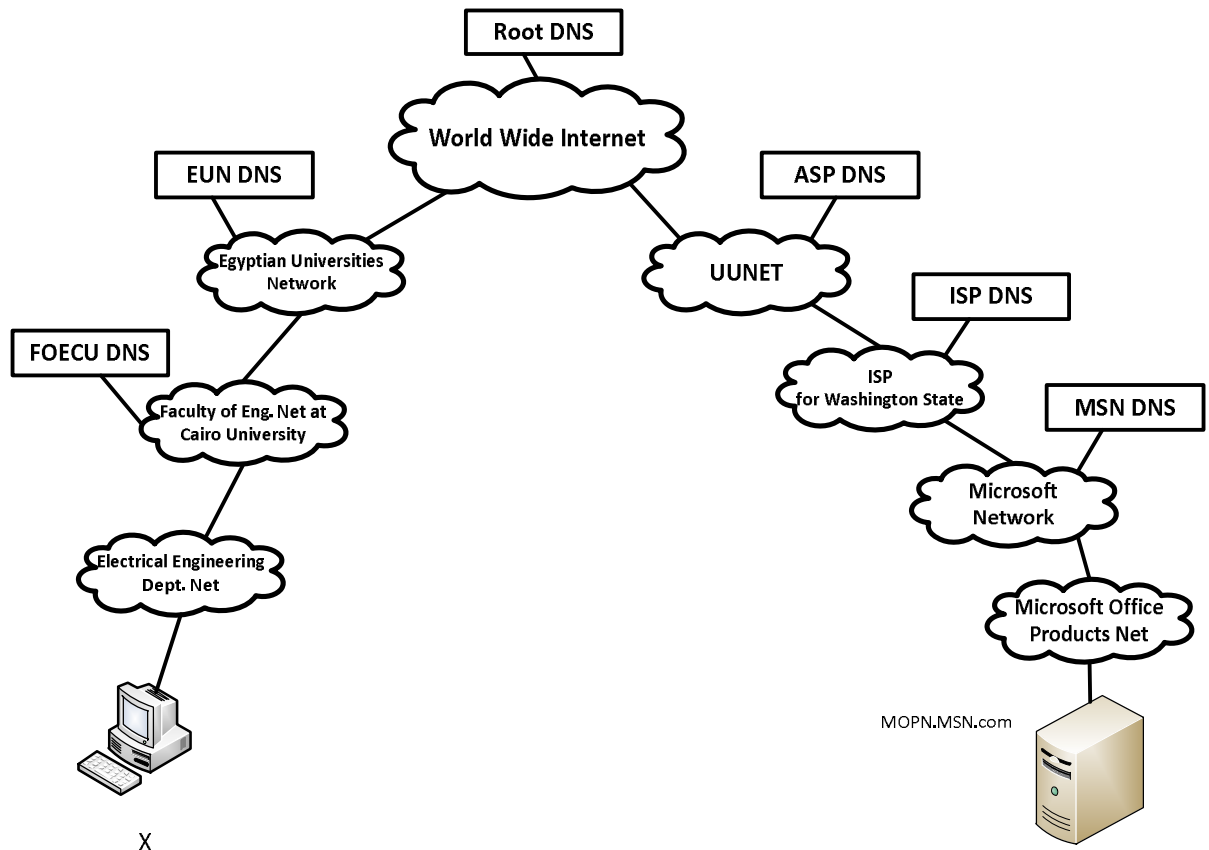 Root DNS
World Wide Internet
EUN DNS
ASP DNS
Egyptian Universities
Network
UUNET
ISP DNS
FOECU DNS
ISP
for Washington State
MSN DNS
Faculty of Eng. Net at
Cairo University
Microsoft
Network
Electrical Engineering
Dept. Net
Microsoft Office
Products Net
MOPN.MSN.com
X